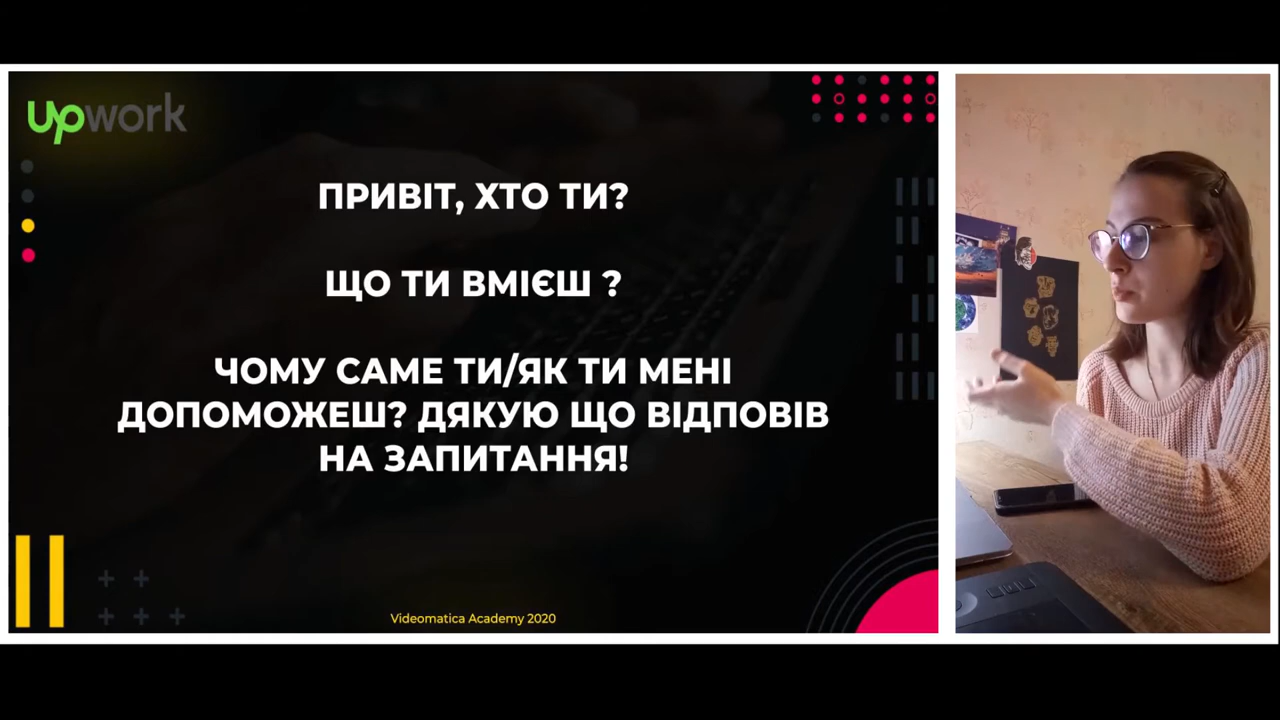 Upwork
ПРИВІТ, ХТО ТИ?
ЩО ТИ ВМІЄШ ?
ЧОМУ САМЕ ТИ/ЯК ТИ МЕНІ
ДОПОМОЖЕШ? ДЯКУЮ ЩО ВІДПОВІВ
НА ЗАПИТАННЯ!
Videomatica Academy 2020